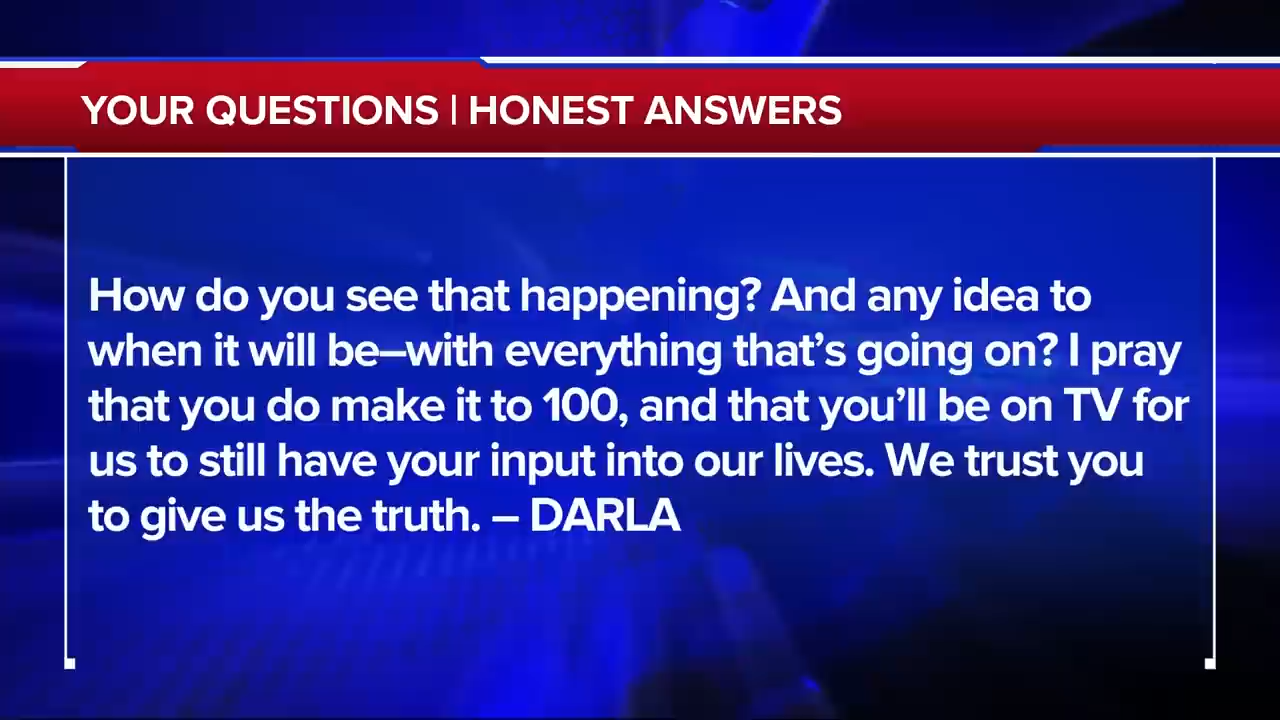 YOUR QUESTIONS | HONEST ANSWERS
How do you see that happening? And any idea to
when it will be–with everything that's going on? I pray
that you do make it to 100, and that you'll be on TV for
us to still have your input into our lives. We trust you
to give us the truth. – DARLA